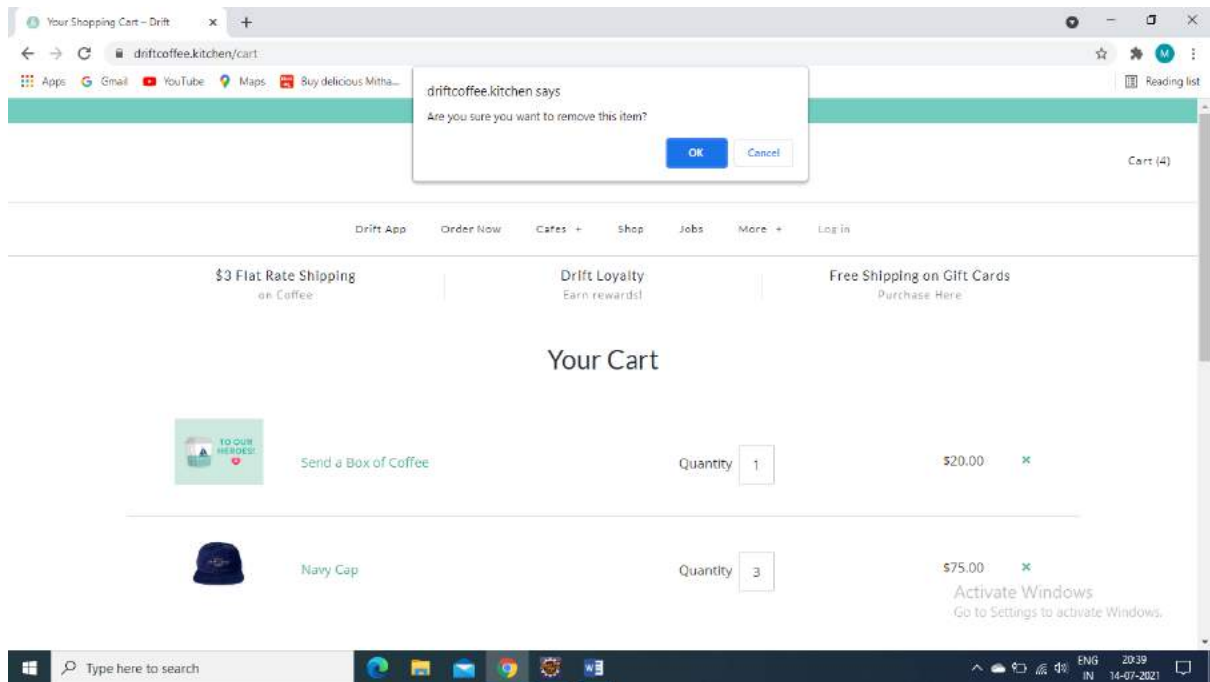 Your Shopping Cart – Drift
driftcoffee.kitchen/cart
M
Apps Gmail YouTube Maps Buy delicious Mitha... Reading list
driftcoffee.kitchen says
Are you sure you want to remove this item?
OK Cancel
Cart (4)
Drift App Order Now Cafes + Shop Jobs More + Log in
$3 Flat Rate Shipping Drift Loyalty Free Shipping on Gift Cards
on Coffee Earn rewards! Purchase Here
Your Cart
TO OUR
HEROES!
Send a Box of Coffee Quantity 1 $20.00 ×
Navy Cap Quantity 3 $75.00 ×
Activate Windows
Go to Settings to activate Windows.
Type here to search
ENG 20:39
IN 14-07-2021